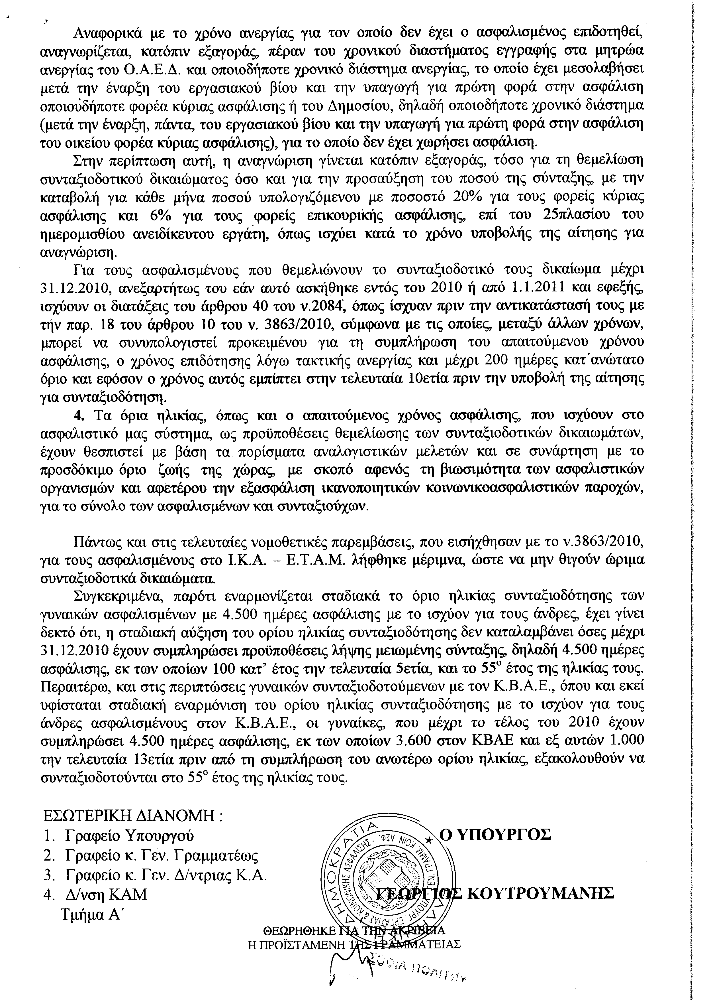 Αναφορικά με το χρόνο ανεργίας για τον οποίο δεν έχει ο ασφαλισμένος επιδοτηθεί,
αναγνωρίζεται, κατόπιν εξαγοράς, πέραν του χρονικού διαστήματος εγγραφής στα μητρώα
ανεργίας του Ο.Α.Ε.Δ. και οποιοδήποτε χρονικό διάστημα ανεργίας, το οποίο έχει μεσολαβήσει
μετά την έναρξη του εργασιακού βίου και την υπαγωγή για πρώτη φορά στην ασφάλιση
οποιουδήποτε φορέα κύριας ασφάλισης ή του Δημοσίου, δηλαδή οποιοδήποτε χρονικό διάστημα
(μετά την έναρξη, πάντα, του εργασιακού βίου και την υπαγωγή για πρώτη φορά στην ασφάλιση
του οικείου φορέα κύριας ασφάλισης), για το οποίο δεν έχει χωρήσει ασφάλιση.
Στην περίπτωση αυτή, η αναγνώριση γίνεται κατόπιν εξαγοράς, τόσο για τη θεμελίωση
συνταξιοδοτικού δικαιώματος όσο και για την προσαύξηση του ποσού της σύνταξης, με την
καταβολή για κάθε μήνα ποσού υπολογιζόμενου με ποσοστό 20% για τους φορείς κύριας
ασφάλισης και 6% για τους φορείς επικουρικής ασφάλισης, επί του 25πλασίου του
ημερομισθίου ανειδίκευτου εργάτη, όπως ισχύει κατά το χρόνο υποβολής της αίτησης για
αναγνώριση.
Για τους ασφαλισμένους που θεμελιώνουν το συνταξιοδοτικό τους δικαίωμα μέχρι
31.12.2010, ανεξαρτήτως του εάν αυτό ασκήθηκε εντός του 2010 ή από 1.1.2011 και εφεξής,
ισχύουν οι διατάξεις του άρθρου 40 του ν.2084, όπως ίσχυαν πριν την αντικατάστασή τους με
την παρ. 18 του άρθρου 10 του ν. 3863/2010, σύμφωνα με τις οποίες, μεταξύ άλλων χρόνων,
μπορεί να συνυπολογιστεί προκειμένου για τη συμπλήρωση του απαιτούμενου χρόνου
ασφάλισης, ο χρόνος επιδότησης λόγω τακτικής ανεργίας και μέχρι 200 ημέρες κατ΄ανώτατο
όριο και εφόσον ο χρόνος αυτός εμπίπτει στην τελευταία 10ετία πριν την υποβολή της αίτησης
για συνταξιοδότηση.
4. Τα όρια ηλικίας, όπως και ο απαιτούμενος χρόνος ασφάλισης, που ισχύουν στο
ασφαλιστικό μας σύστημα, ως προϋποθέσεις θεμελίωσης των συνταξιοδοτικών δικαιωμάτων,
έχουν θεσπιστεί με βάση τα πορίσματα αναλογιστικών μελετών και σε συνάρτηση με το
προσδόκιμο όριο ζωής της χώρας, με σκοπό αφενός τη βιωσιμότητα των ασφαλιστικών
οργανισμών και αφετέρου την εξασφάλιση ικανοποιητικών κοινωνικοασφαλιστικών παροχών,
για το σύνολο των ασφαλισμένων και συνταξιούχων.
Πάντως και στις τελευταίες νομοθετικές παρεμβάσεις, που εισήχθησαν με το ν.3863/2010,
για τους ασφαλισμένους στο Ι.Κ.Α. – Ε.Τ.Α.Μ. λήφθηκε μέριμνα, ώστε να μην θιγούν ώριμα
συνταξιοδοτικά δικαιώματα.
Συγκεκριμένα, παρότι εναρμονίζεται σταδιακά το όριο ηλικίας συνταξιοδότησης των
γυναικών ασφαλισμένων με 4.500 ημέρες ασφάλισης με το ισχύον για τους άνδρες, έχει γίνει
δεκτό ότι, η σταδιακή αύξηση του ορίου ηλικίας συνταξιοδότησης δεν καταλαμβάνει όσες μέχρι
31.12.2010 έχουν συμπληρώσει προϋποθέσεις λήψης μειωμένης σύνταξης, δηλαδή 4.500 ημέρες
ασφάλισης, εκ των οποίων 100 κατ’ έτος την τελευταία 5ετία, και το 55ο έτος της ηλικίας τους.
Περαιτέρω, και στις περιπτώσεις γυναικών συνταξιοδοτούμενων με τον Κ.Β.Α.Ε., όπου και εκεί
υφίσταται σταδιακή εναρμόνιση του ορίου ηλικίας συνταξιοδότησης με το ισχύον για τους
άνδρες ασφαλισμένους στον Κ.Β.Α.Ε., οι γυναίκες, που μέχρι το τέλος του 2010 έχουν
συμπληρώσει 4.500 ημέρες ασφάλισης, εκ των οποίων 3.600 στον ΚΒΑΕ και εξ αυτών 1.000
την τελευταία 13ετία πριν από τη συμπλήρωση του ανωτέρω ορίου ηλικίας, εξακολουθούν να
συνταξιοδοτούνται στο 55ο έτος της ηλικίας τους.
ΕΣΩΤΕΡΙΚΗ ΔΙΑΝΟΜΗ :
1. Γραφείο Υπουργού
2. Γραφείο κ. Γεν. Γραμματέως
3. Γραφείο κ. Γεν. Δ/ντριας Κ.Α.
4. Δ/νση ΚΑΜ
Τμήμα Α΄
Ο ΥΠΟΥΡΓΟΣ
ΓΕΩΡΓΙΟΣ ΚΟΥΤΡΟΥΜΑΝΗΣ
ΕΛΛΗΝΙΚΗ ΔΗΜΟΚΡΑΤΙΑ
ΘΕΩΡΗΘΗΚΕ ΓΙΑ ΤΗΝ ΑΚΡΙΒΕΙΑ
Η ΠΡΟΪΣΤΑΜΕΝΗ ΤΗΣ ΓΡΑΜΜΑΤΕΙΑΣ
ΣΟΦΙΑ